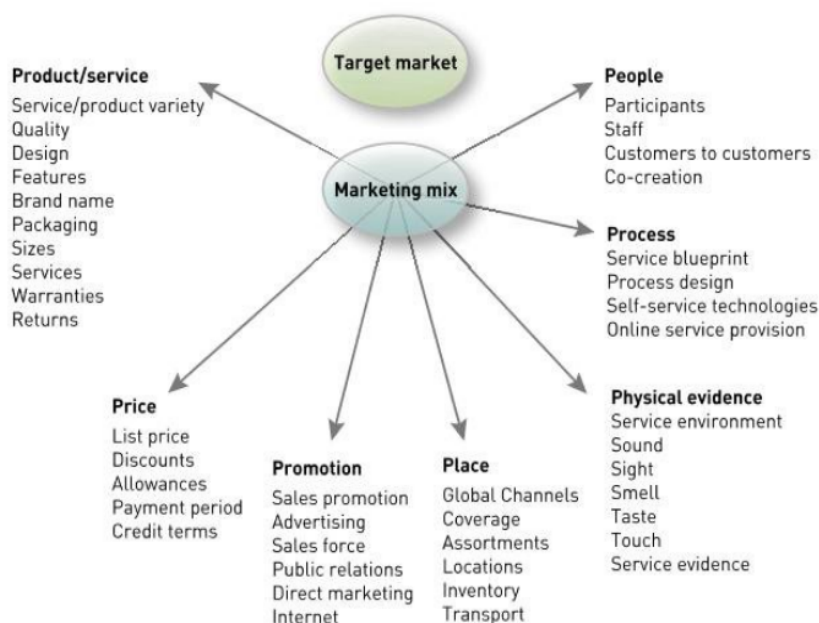 Target market
Marketing mix
Product/service
Service/product variety
Quality
Design
Features
Brand name
Packaging
Sizes
Services
Warranties
Returns
Price
List price
Discounts
Allowances
Payment period
Credit terms
Promotion
Sales promotion
Advertising
Sales force
Public relations
Direct marketing
Internet
Place
Global Channels
Coverage
Assortments
Locations
Inventory
Transport
Physical evidence
Service environment
Sound
Sight
Smell
Taste
Touch
Service evidence
Process
Service blueprint
Process design
Self-service technologies
Online service provision
People
Participants
Staff
Customers to customers
Co-creation